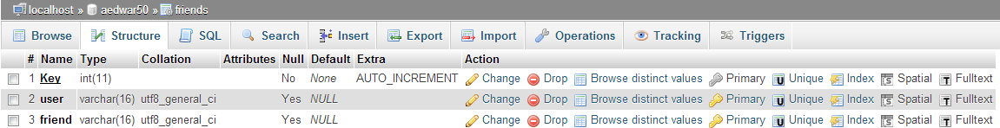 localhost » aedwar50 » friends
Browse Structure SQL Search Insert Export Import Operations Tracking Triggers
# Name Type Collation Attributes Null Default Extra Action
1 Key int(11) No None AUTO_INCREMENT Change Drop Browse distinct values Primary Unique Index Spatial Fulltext
2 user varchar(16) utf8_general_ci Yes NULL Change Drop Browse distinct values Primary Unique Index Spatial Fulltext
3 friend varchar(16) utf8_general_ci Yes NULL Change Drop Browse distinct values Primary Unique Index Spatial Fulltext